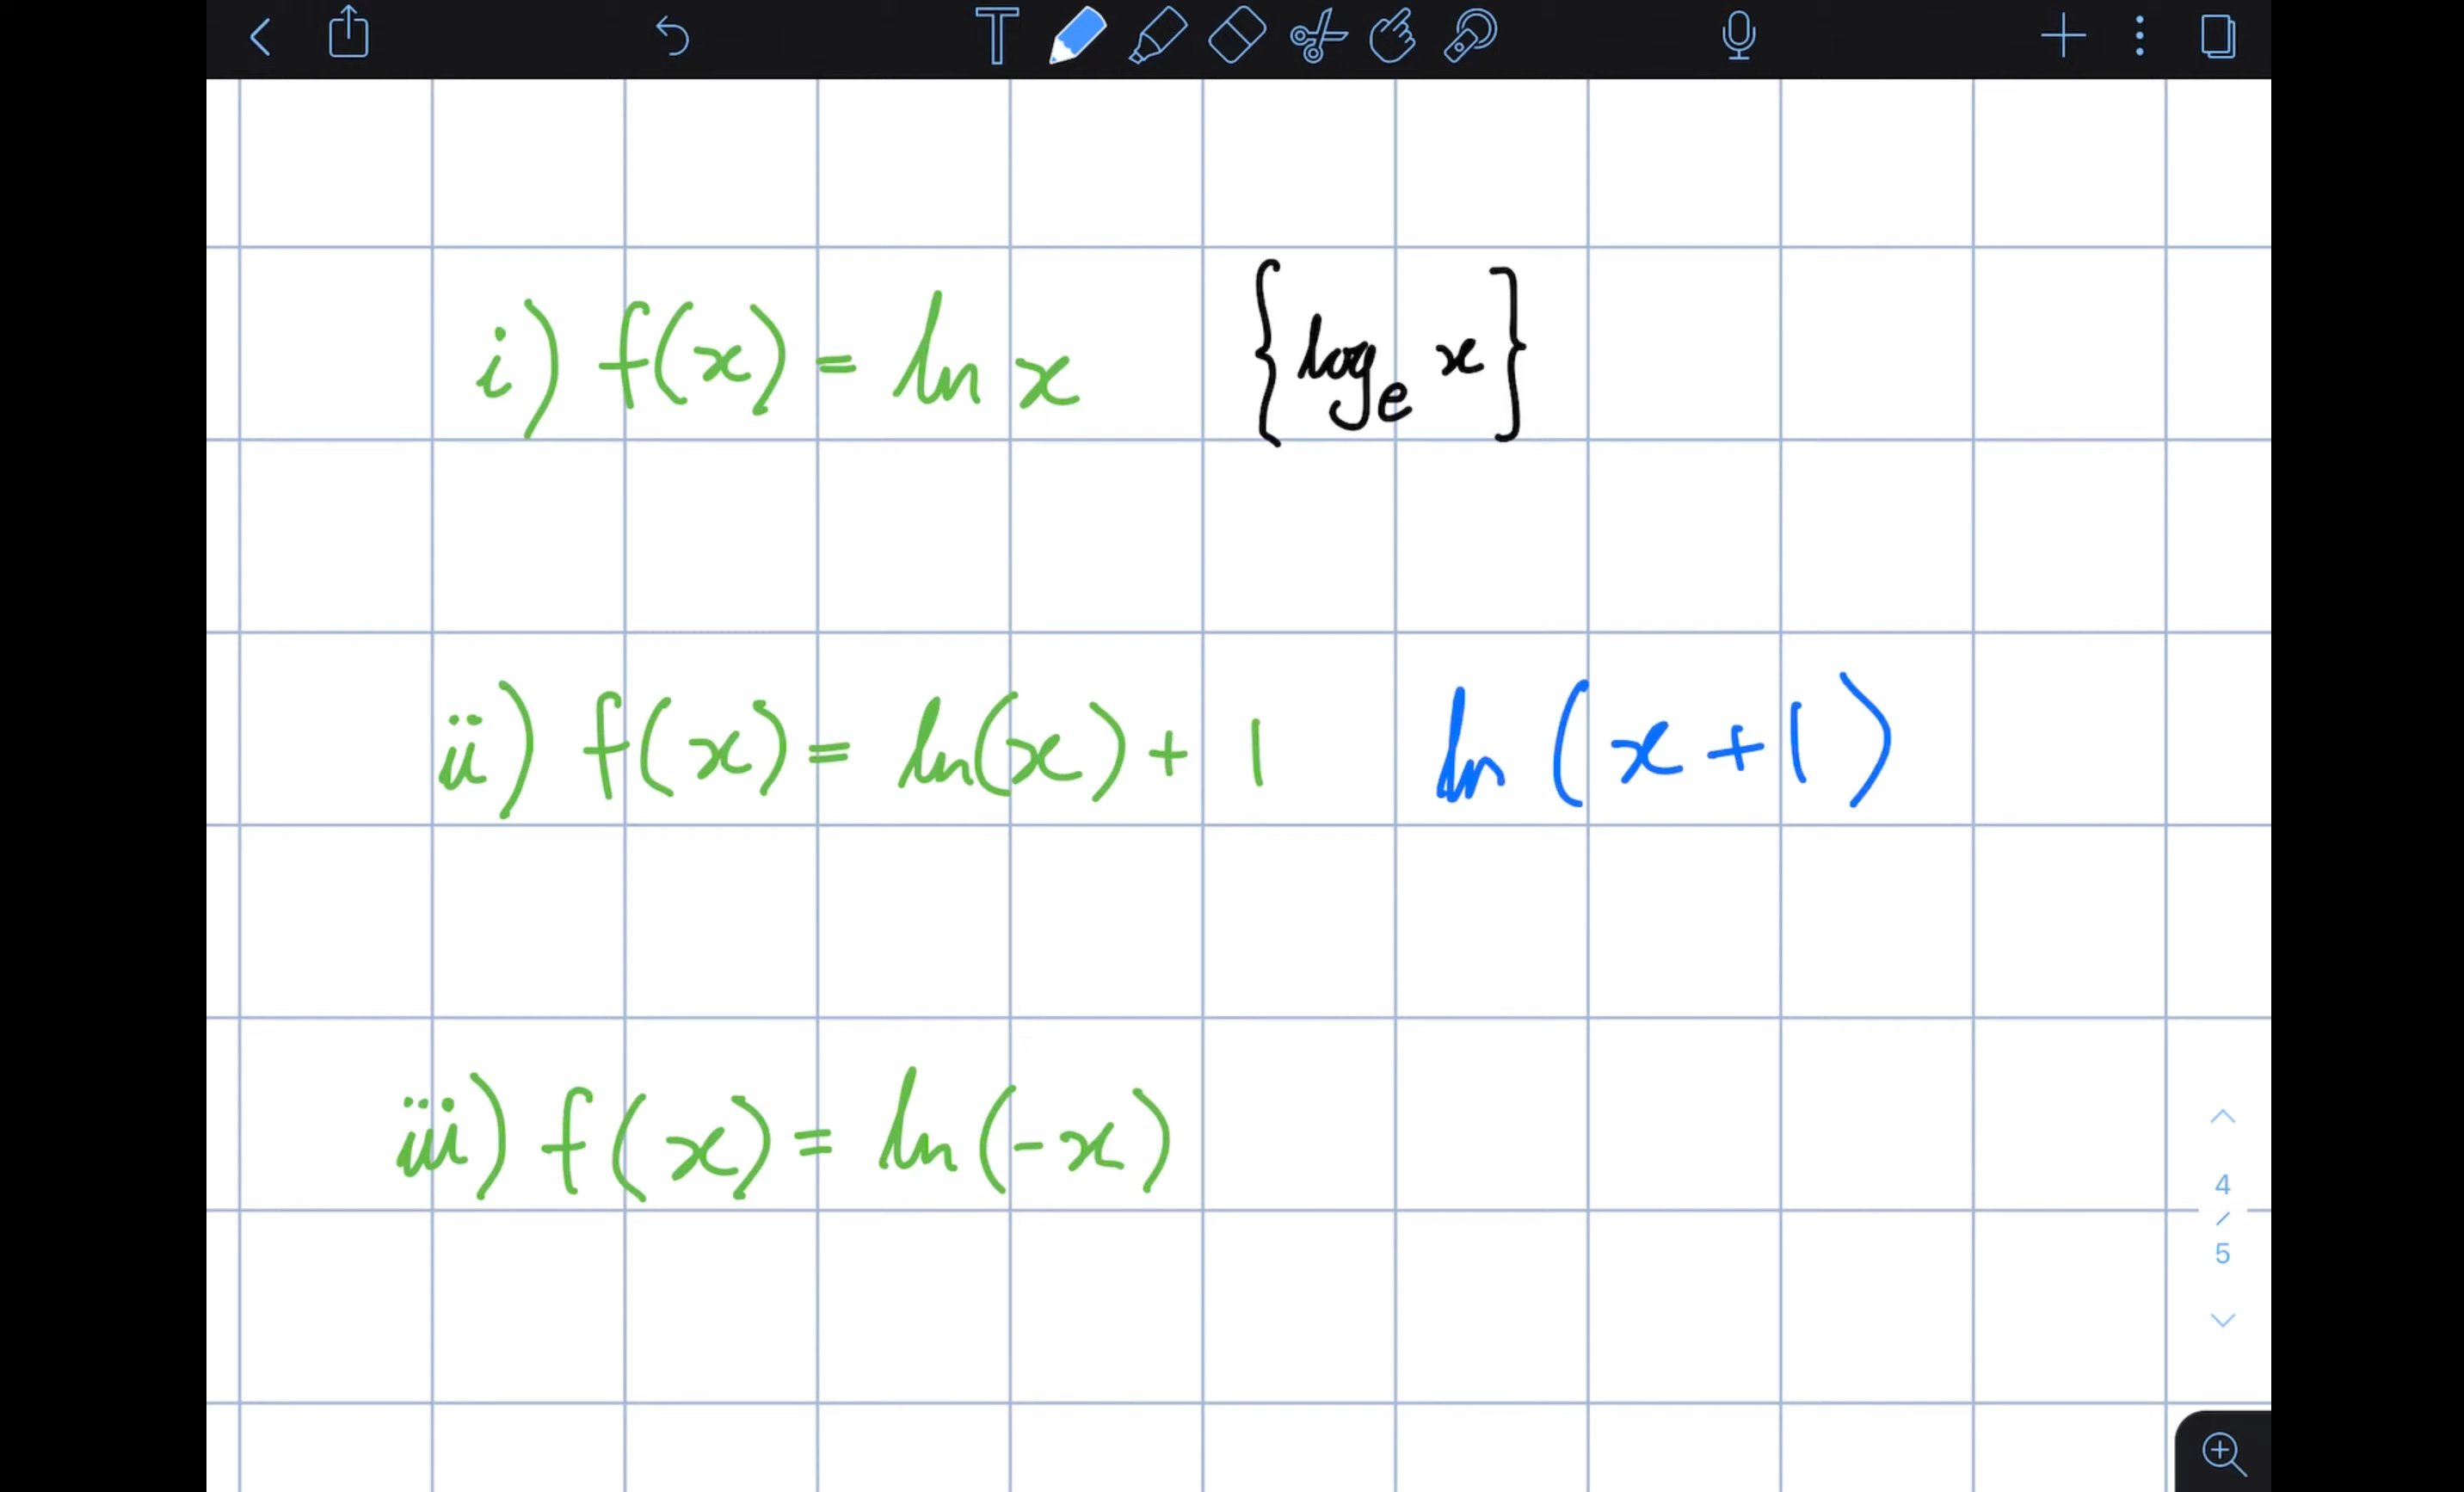 i) f(x) = ln x {log_e x}
ii) f(x) = ln(x) + 1 ln (x + 1)
iii) f(x) = ln (-x)
4
/
5